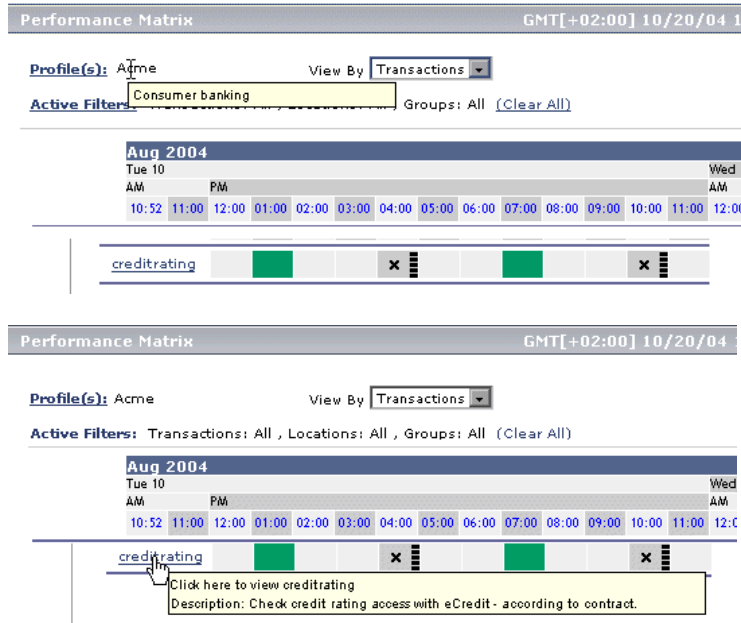 Performance Matrix GMT[+02:00] 10/20/04
Profile(s): Acme View By Transactions
Consumer banking
Active Filters: Groups: All (Clear All)
Aug 2004
Tue 10 Wed
AM PM AM
10:52 11:00 12:00 01:00 02:00 03:00 04:00 05:00 06:00 07:00 08:00 09:00 10:00 11:00 12:00
creditrating
Performance Matrix GMT[+02:00] 10/20/04
Profile(s): Acme View By Transactions
Active Filters: Transactions: All , Locations: All , Groups: All (Clear All)
Aug 2004
Tue 10 Wed
AM PM AM
10:52 11:00 12:00 01:00 02:00 03:00 04:00 05:00 06:00 07:00 08:00 09:00 10:00 11:00
creditrating
Click here to view creditrating
Description: Check credit rating access with eCredit - according to contract.